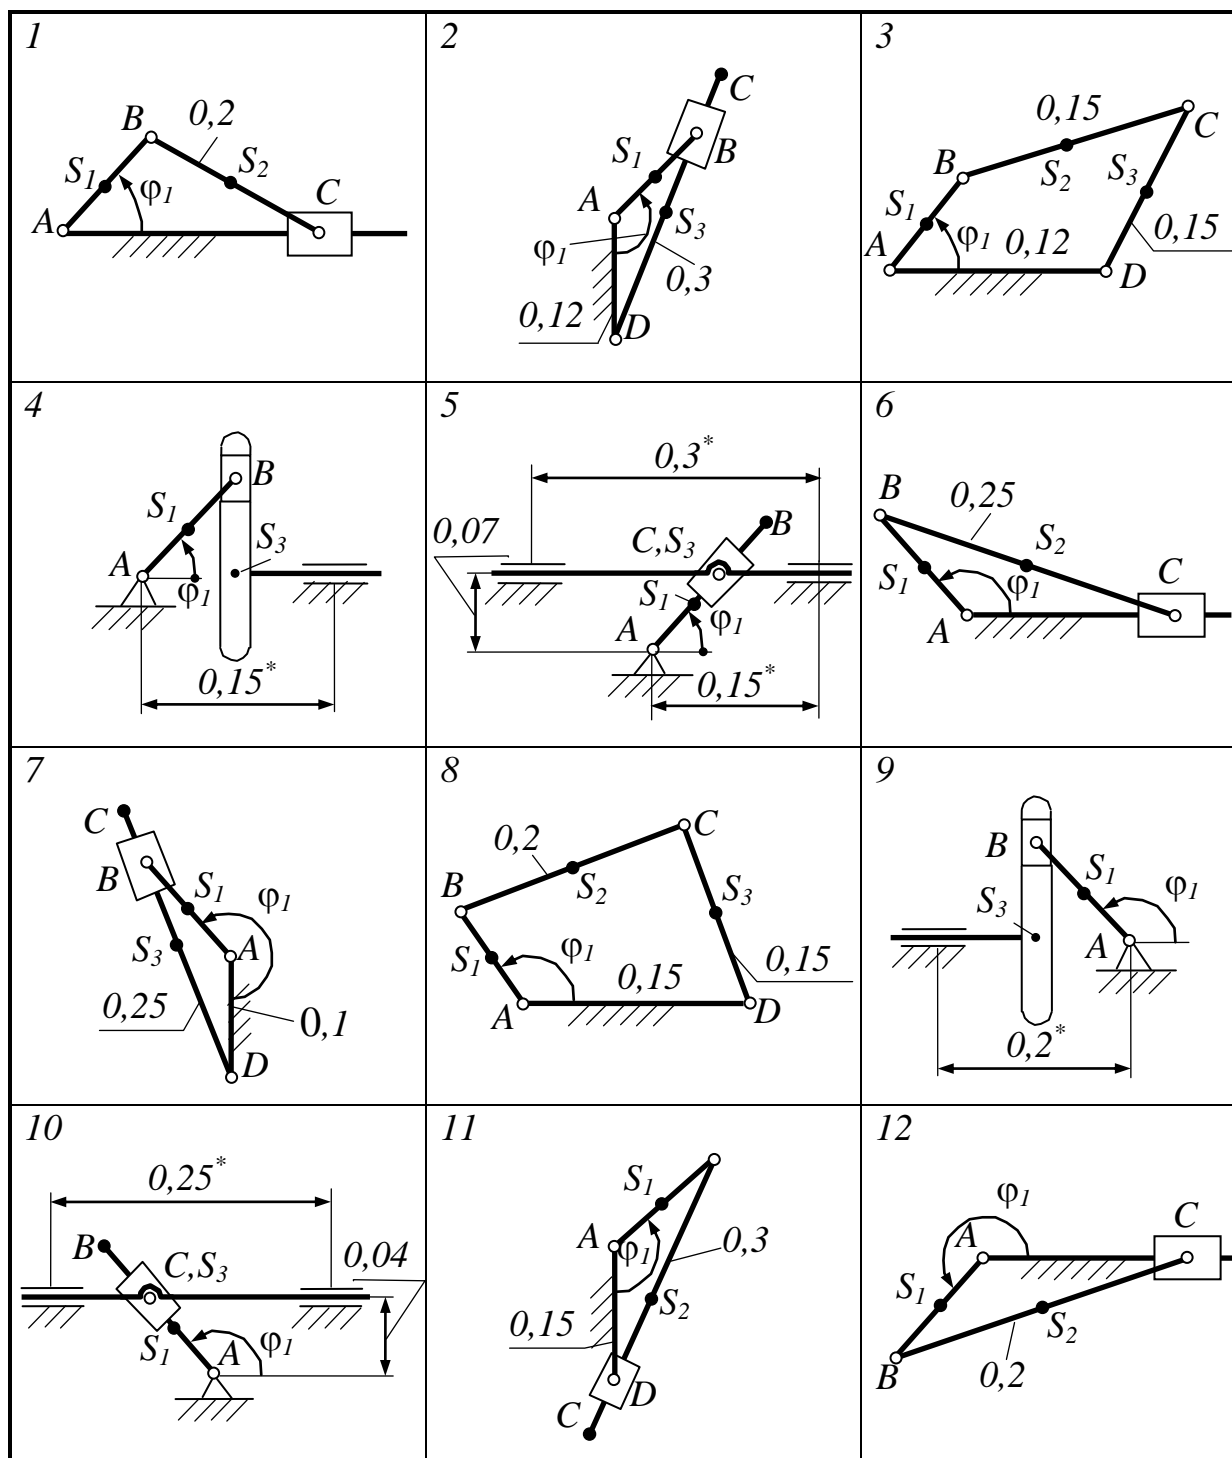 1
B
0,2
S1
S2
φ1
C
A
2
C
S1
B
A
S3
φ1
0,3
0,12
D
3
0,15
C
B
S2
S3
S1
φ1
A
0,12
0,15
D
4
B
S1
S3
A
φ1
0,15*
5
0,3*
0,07
B
C,S3
S1
A
φ1
0,15*
6
B
0,25
S2
S1
φ1
C
A
7
C
B
S1
φ1
S3
A
0,25
0,1
D
8
C
0,2
B
S2
S3
S1
φ1
0,15
0,15
A
D
9
B
S1
φ1
S3
A
0,2*
10
0,25*
B
C,S3
0,04
S1
A
φ1
11
S1
A
φ1
0,3
S2
0,15
D
C
12
φ1
A
C
S1
S2
B
0,2